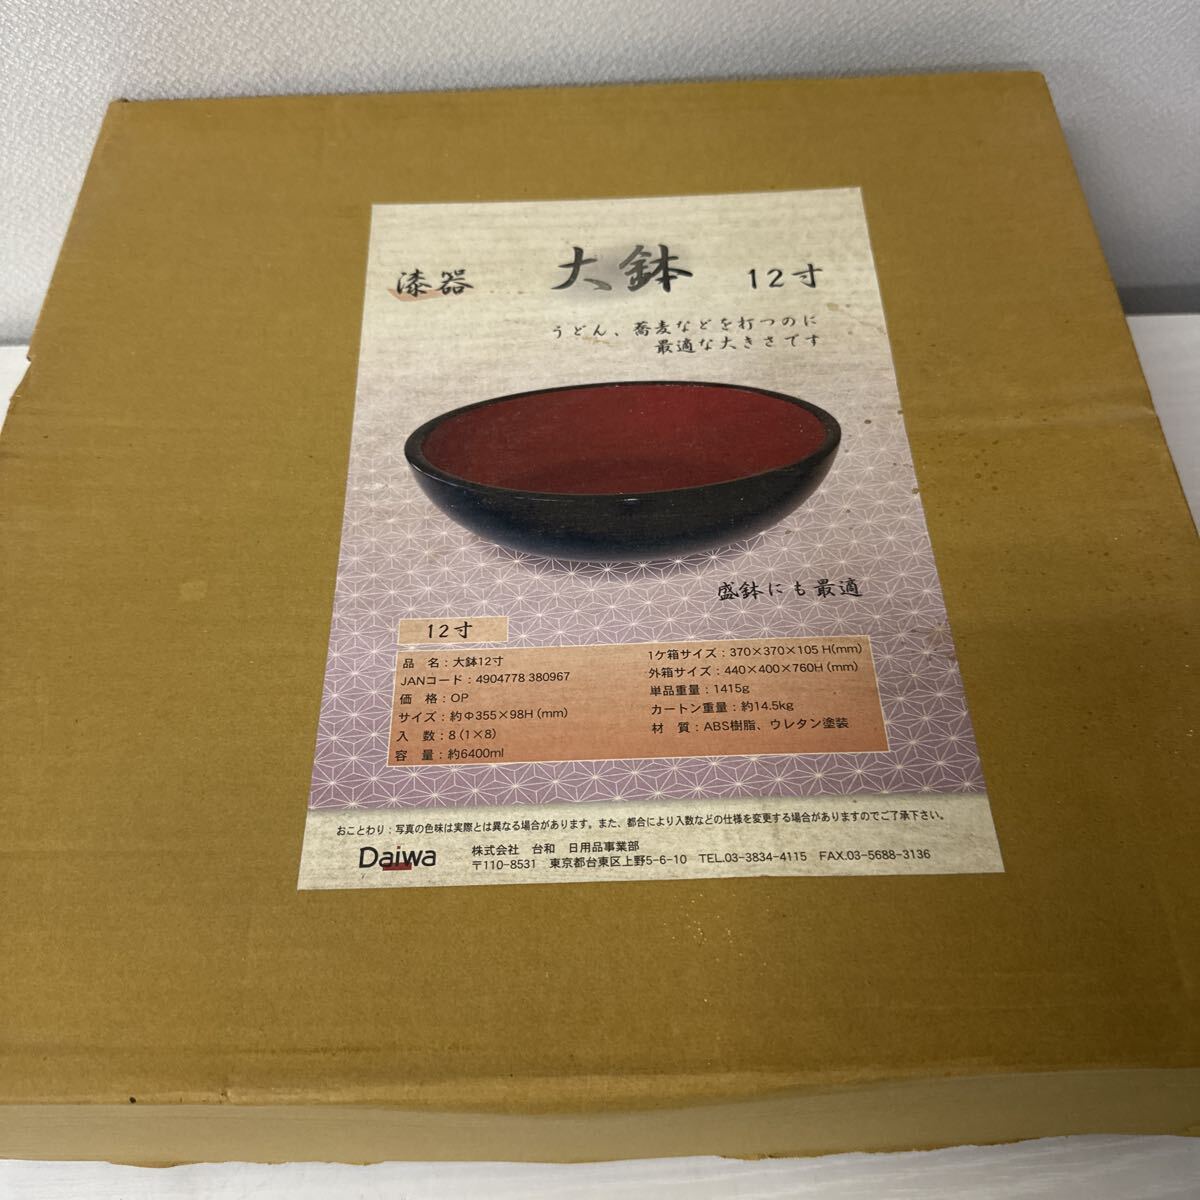 漆器 大鉢 12寸
うどん、蕎麦などを打つのに
最適な大きさです
盛鉢にも最適
12寸
品　名：大鉢12寸
JANコード：4904778 380967
価　格：OP
サイズ：約Φ355×98H(mm)
入　数：8(1×8)
容　量：約6400ml
1ケ箱サイズ：370×370×105 H(mm)
外箱サイズ：440×400×760H(mm)
単品重量：1415g
カートン重量：約14.5kg
材　質：ABS樹脂、ウレタン塗装
おことわり：写真の色味は実際とは異なる場合があります。また、都合により入数などの仕様を変更する場合がありますのでご了承下さい。
Daiwa
株式会社　台和　日用品事業部
〒110-8531　東京都台東区上野5-6-10　TEL.03-3834-4115　FAX.03-5688-3136